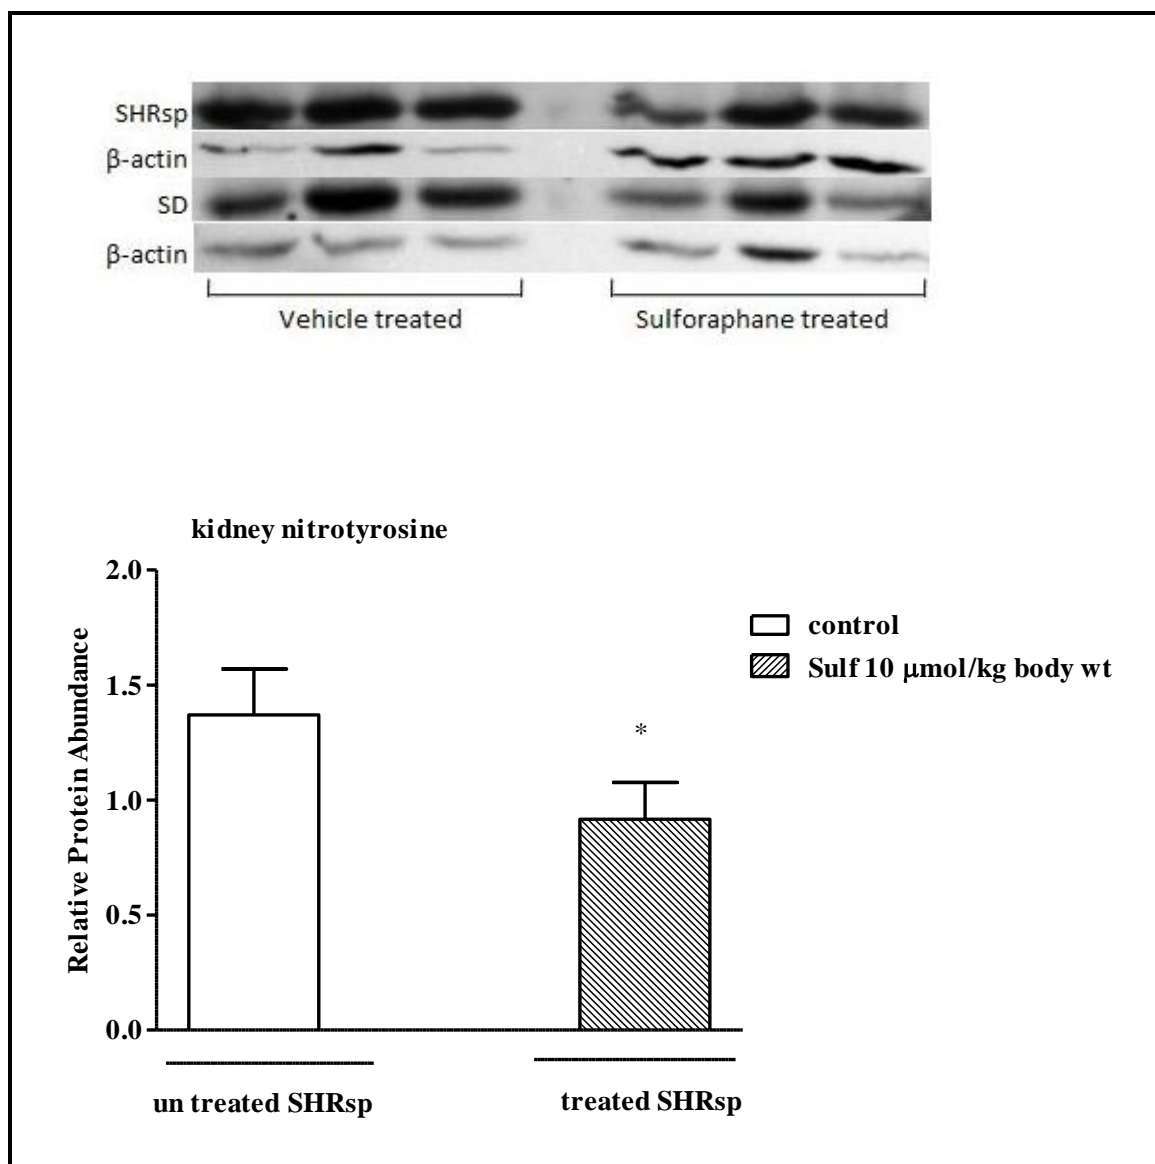 SHRsp
β-actin
SD
β-actin
Vehicle treated
Sulforaphane treated
kidney nitrotyrosine
Relative Protein Abundance
2.0
1.5
1.0
0.5
0.0
*
control
Sulf 10 μmol/kg body wt
un treated SHRsp
treated SHRsp